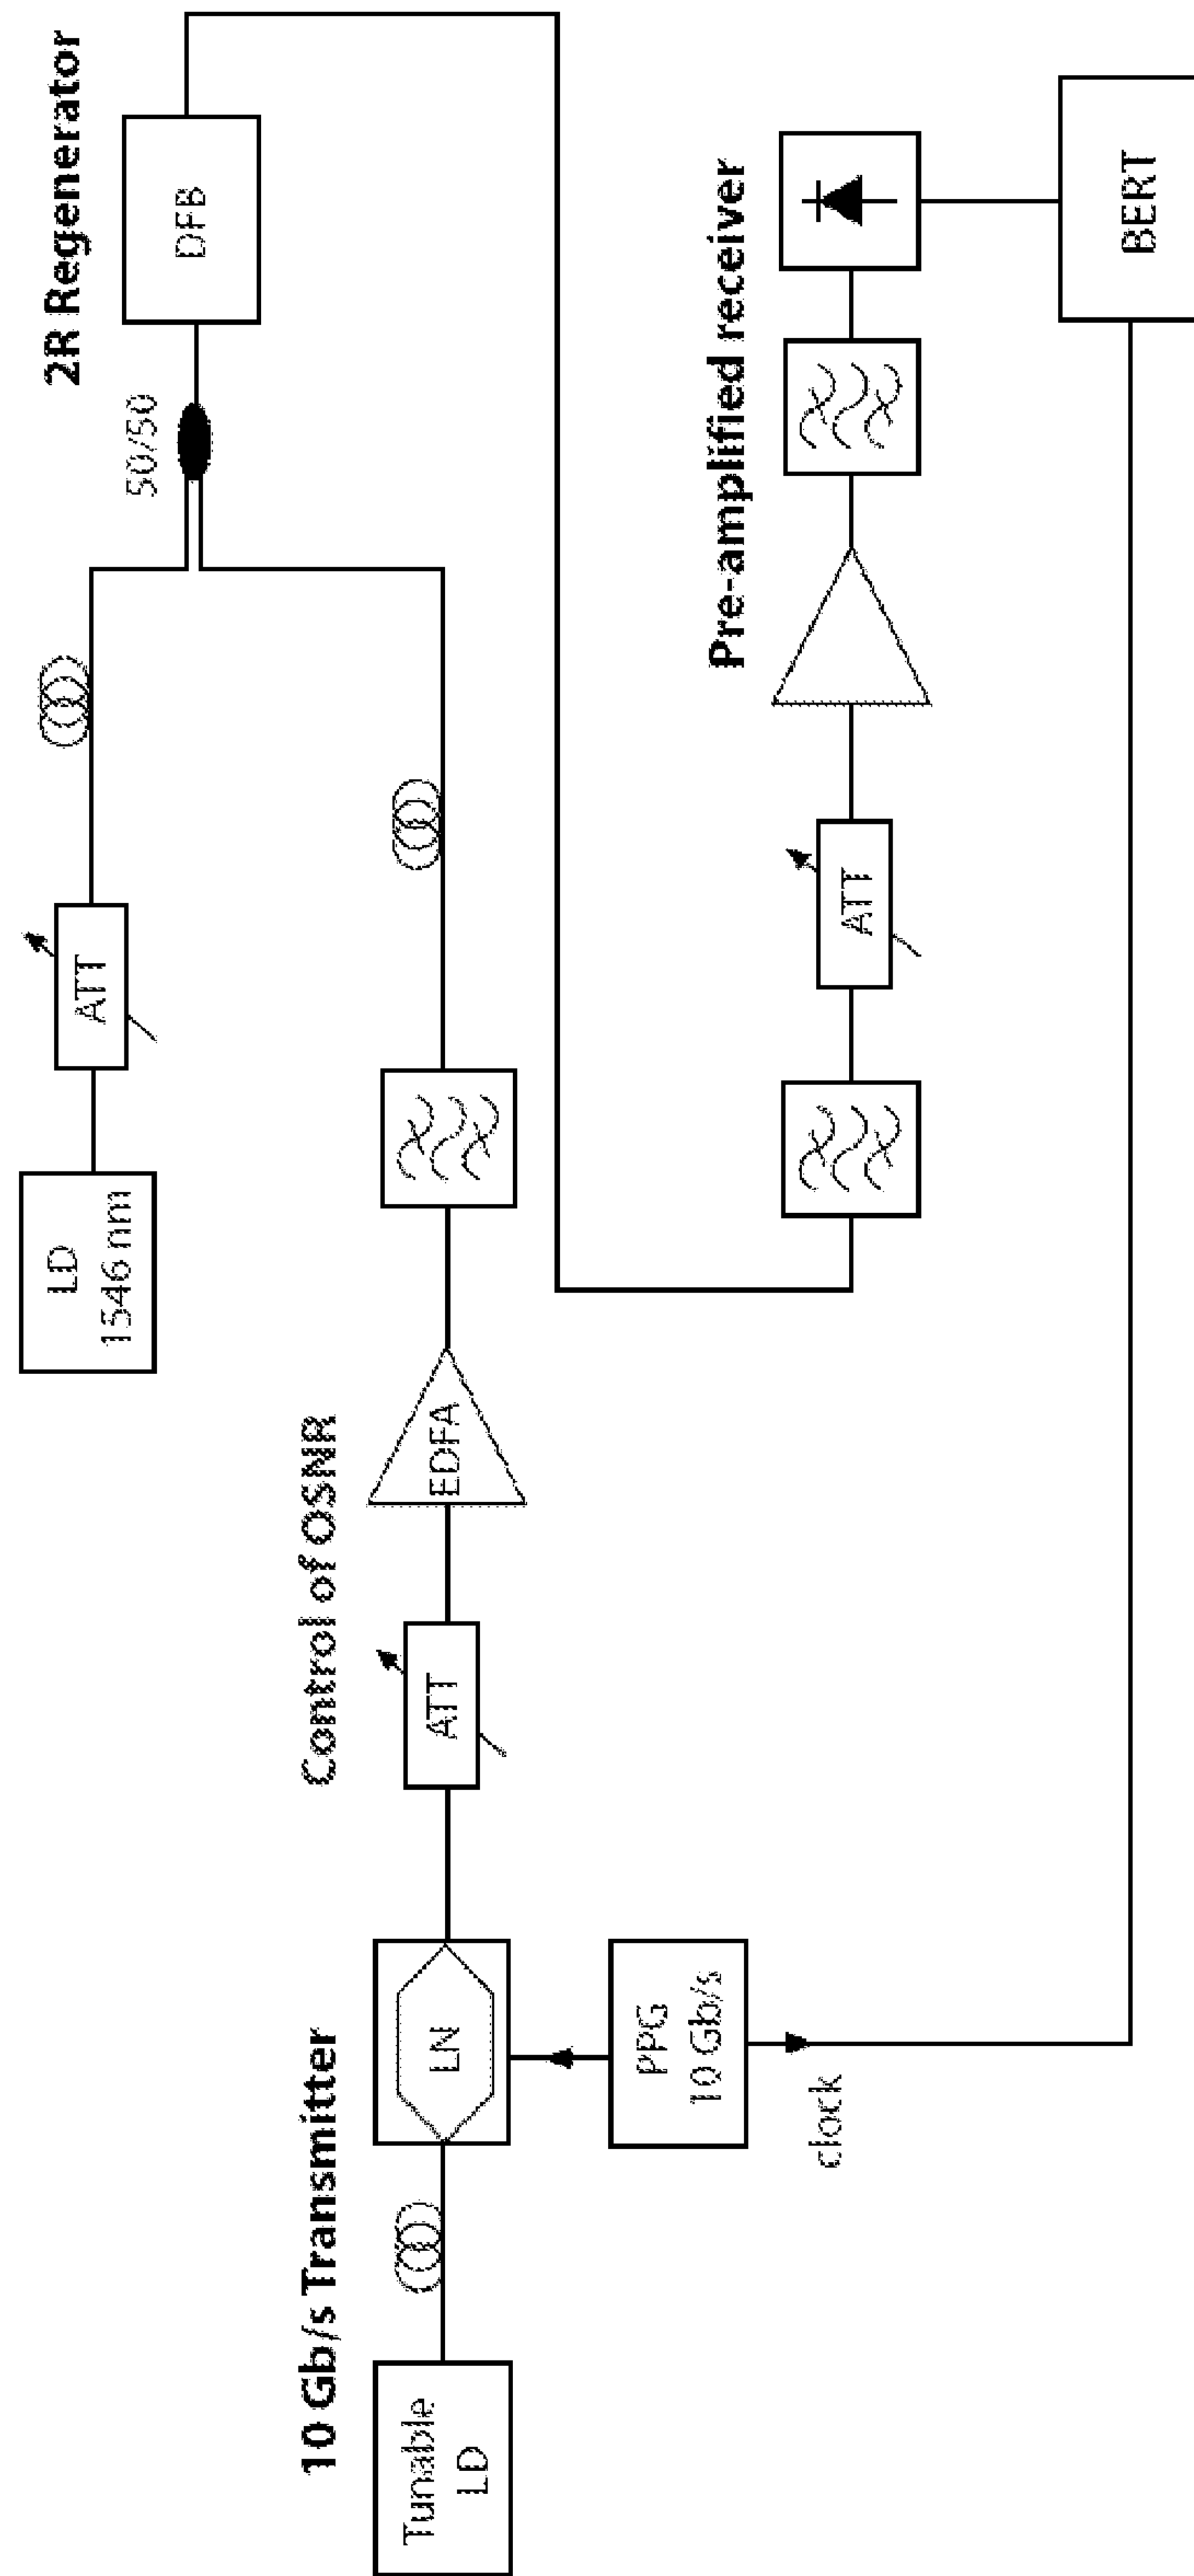 LD
1546 nm
ATT
50/50
2R Regenerator
DFB
10 Gb/s Transmitter
Tunable
LD
LN
Control of OSNR
ATT
EDFA
PPG
10 Gb/s
clock
Pre-amplified receiver
ATT
BERT